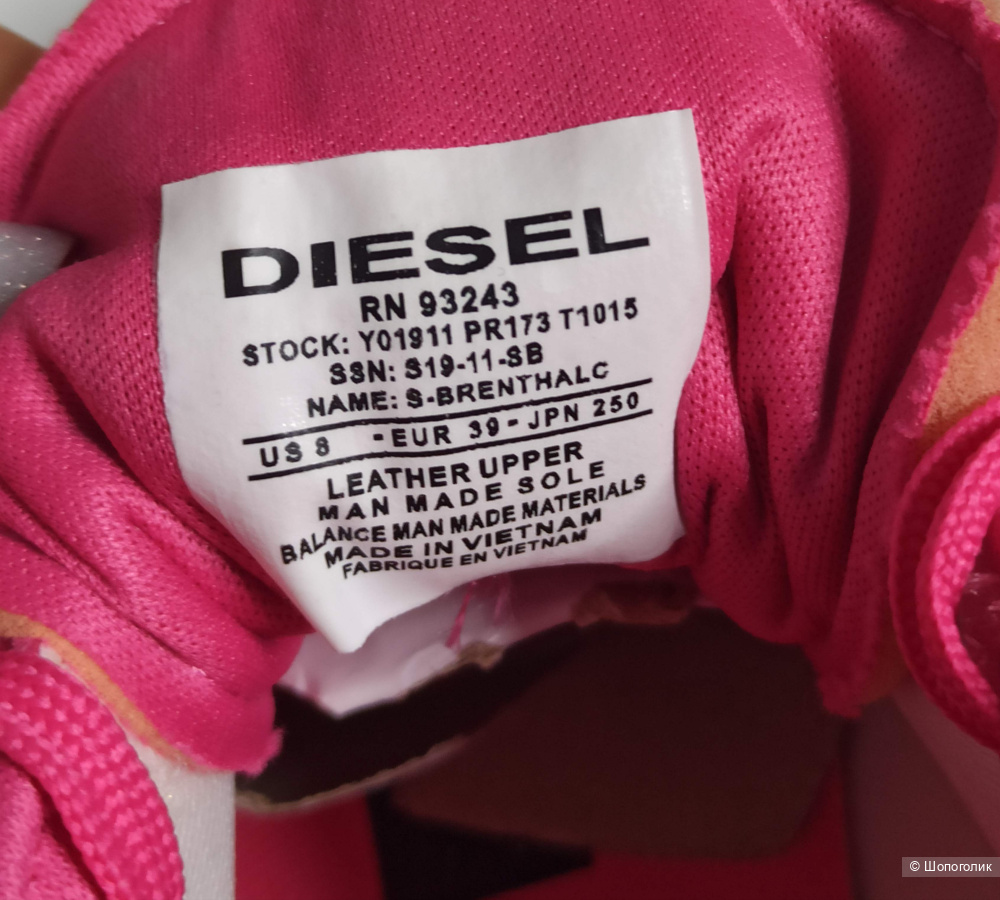 DIESEL
RN 93243
STOCK: Y01911 PR173 T1015
SSN: S19-11-SB
NAME: S-BRENTHALC
US 8 -EUR 39-JPN 250
LEATHER UPPER
MAN MADE SOLE
BALANCE MAN MADE MATERIALS
MADE IN VIETNAM
FABRIQUE EN VIETNAM
© Шопоголик